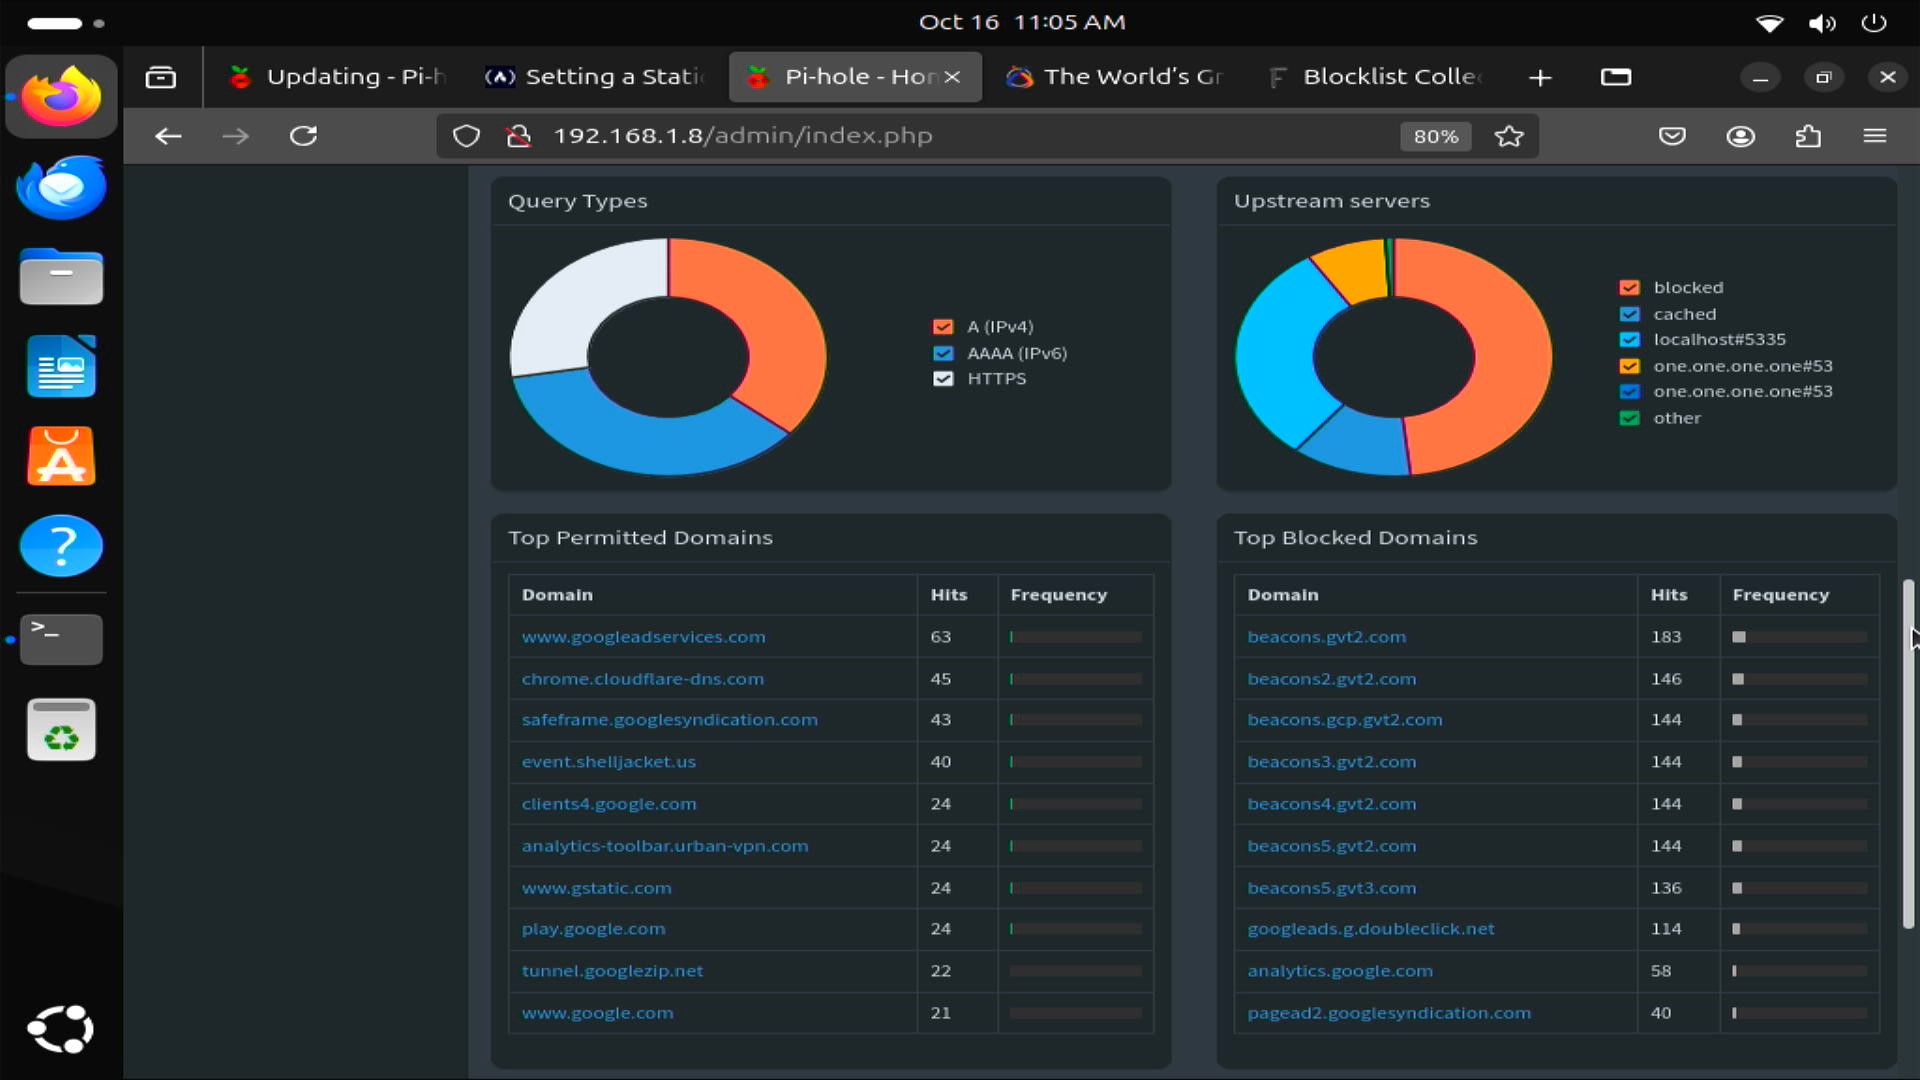 Oct 16 11:05 AM
Updating - Pi-h
Setting a Stati
Pi-hole - Hor
The World's Gr
Blocklist Collec
192.168.1.8/admin/index.php
80%
Query Types
A (IPv4)
AAAA (IPv6)
HTTPS
Upstream servers
blocked
cached
localhost#5335
one.one.one.one#53
one.one.one.one#53
other
Top Permitted Domains
Domain Hits Frequency
www.googleadservices.com 63
chrome.cloudflare-dns.com 45
safeframe.googlesyndication.com 43
event.shelljacket.us 40
clients4.google.com 24
analytics-toolbar.urban-vpn.com 24
www.gstatic.com 24
play.google.com 24
tunnel.googlezip.net 22
www.google.com 21
Top Blocked Domains
Domain Hits Frequency
beacons.gvt2.com 183
beacons2.gvt2.com 146
beacons.gcp.gvt2.com 144
beacons3.gvt2.com 144
beacons4.gvt2.com 144
beacons5.gvt2.com 144
beacons5.gvt3.com 136
googleads.g.doubleclick.net 114
analytics.google.com 58
pagead2.googlesyndication.com 40